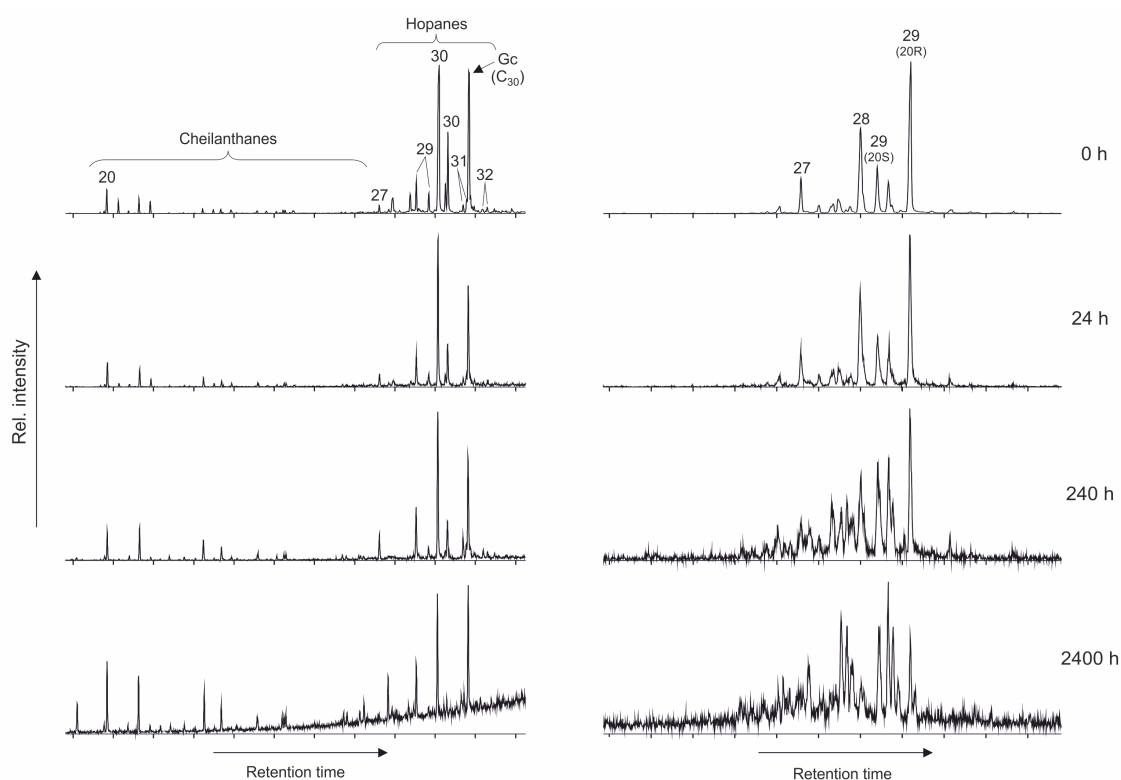 Hopanes
30
Gc
(C30)
29
(20R)
Cheilanthanes
30
28
29
(20S)
0 h
29
31
32
20
27
27
24 h
Rel. intensity
240 h
2400 h
Retention time
Retention time